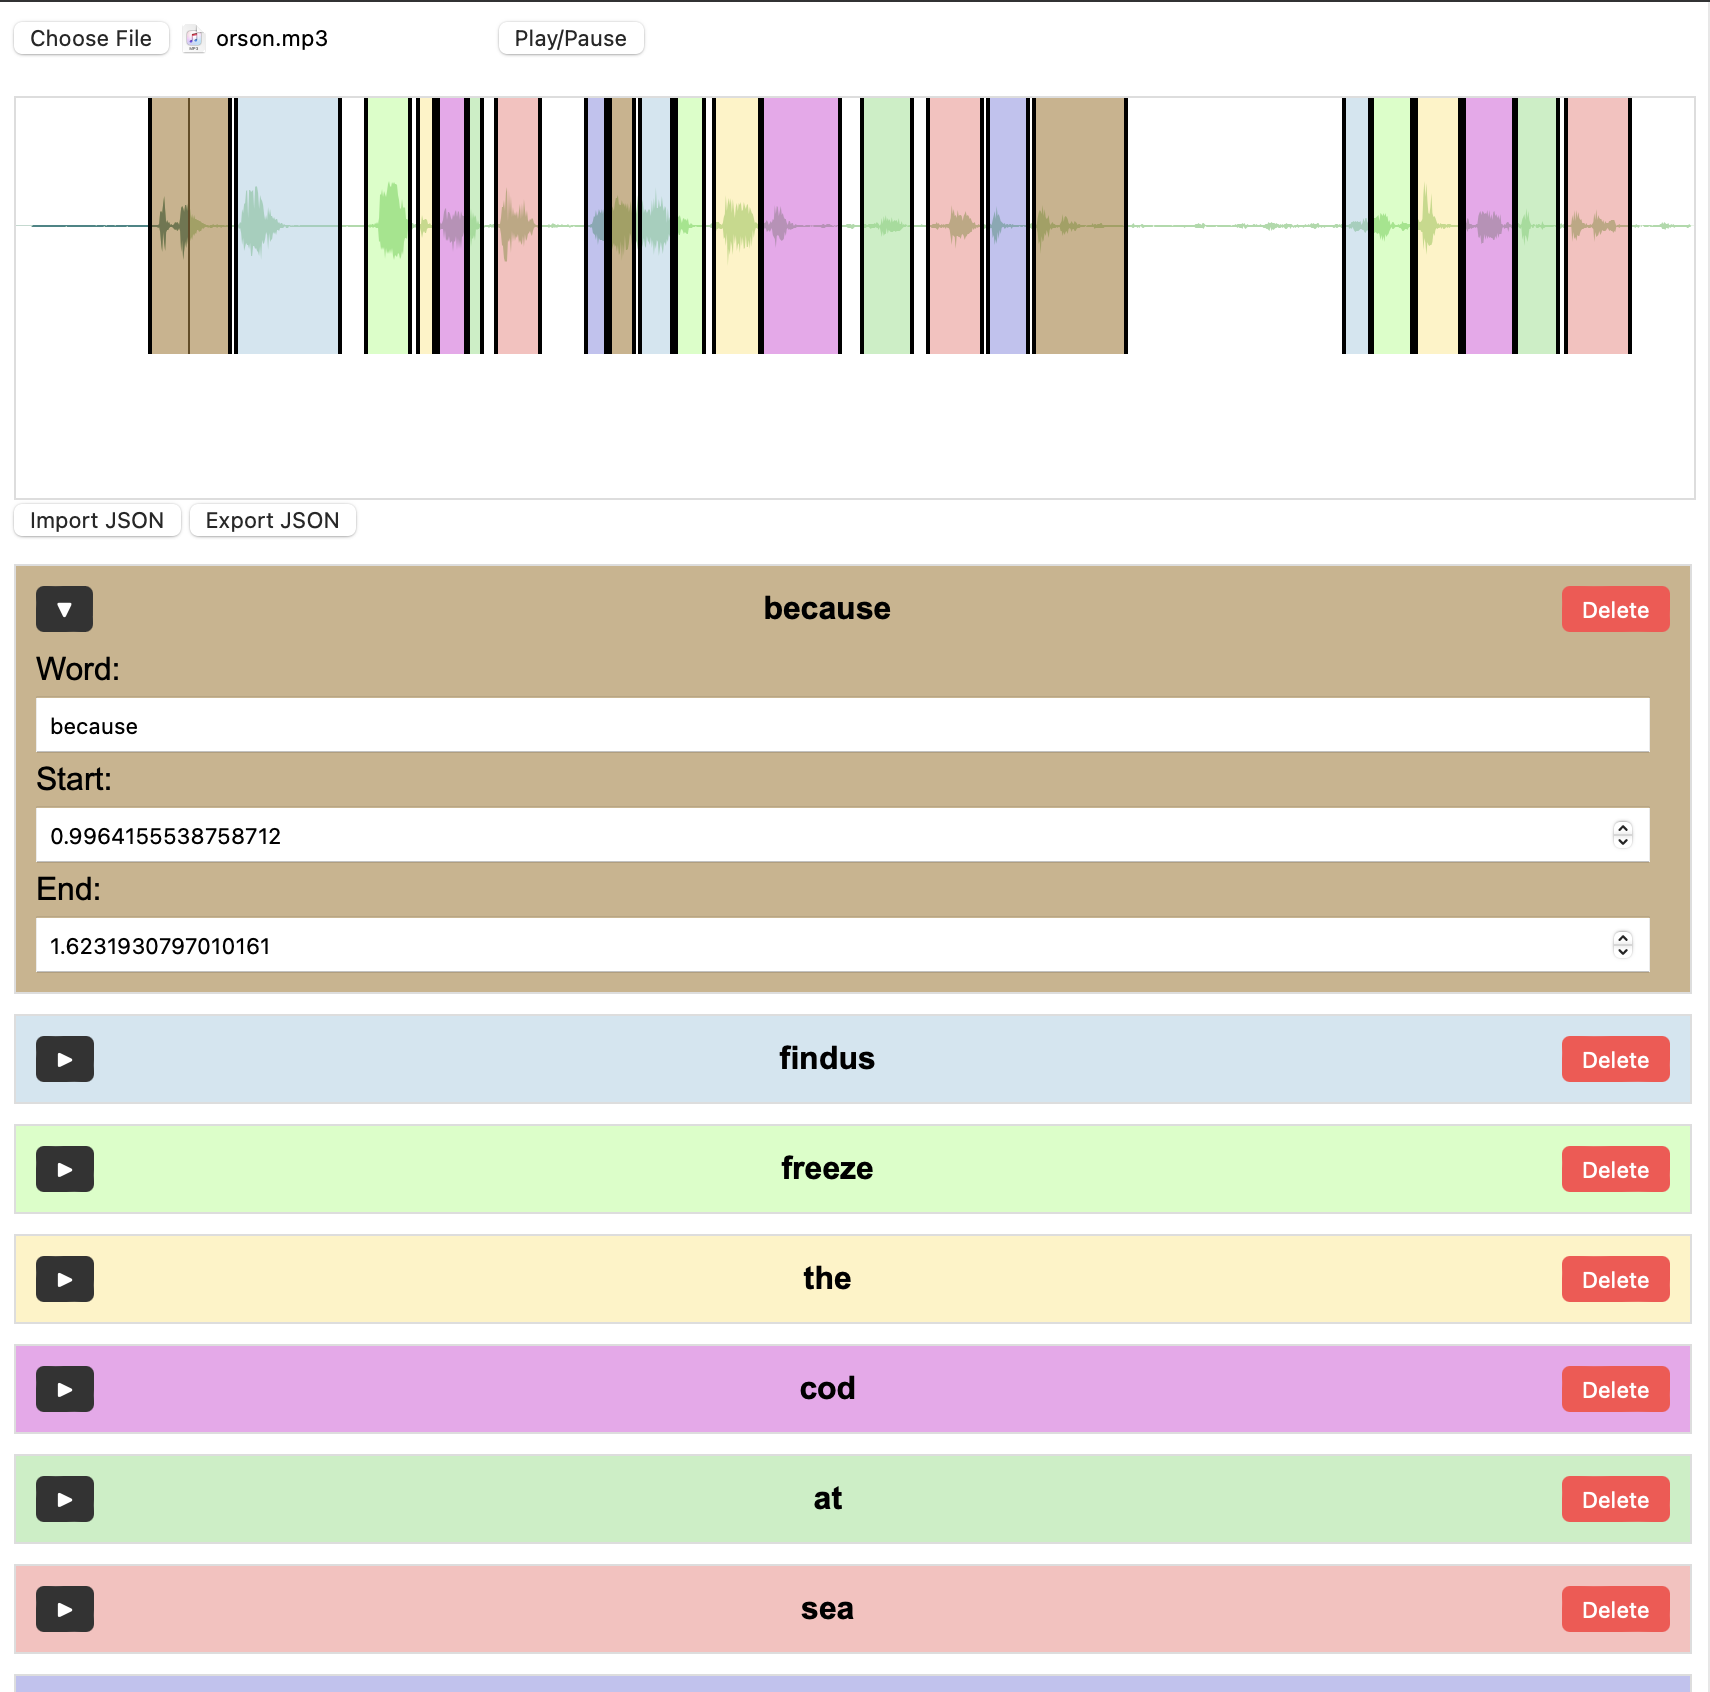 Choose File orson.mp3 Play/Pause
Import JSON Export JSON
because Delete
Word:
because
Start:
0.9964155538758712
End:
1.6231930797010161
findus Delete
freeze Delete
the Delete
cod Delete
at Delete
sea Delete